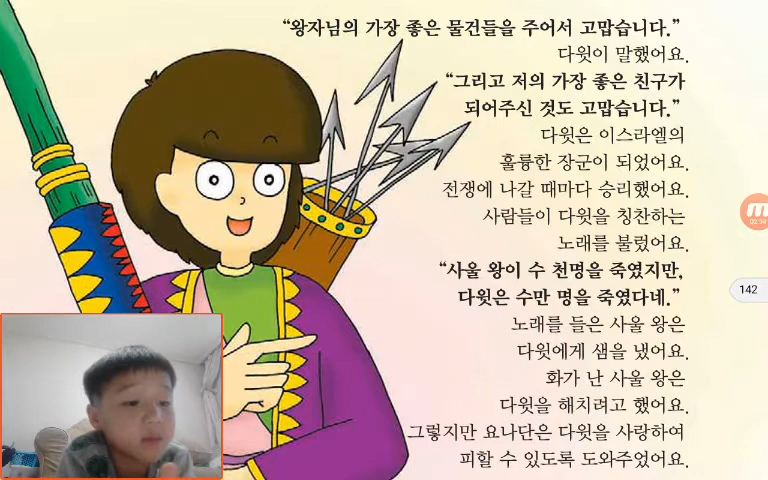 “왕자님의 가장 좋은 물건들을 주어서 고맙습니다.”
다윗이 말했어요.
“그리고 저의 가장 좋은 친구가
되어주신 것도 고맙습니다.”
다윗은 이스라엘의
훌륭한 장군이 되었어요.
전쟁에 나갈 때마다 승리했어요.
사람들이 다윗을 칭찬하는
노래를 불렀어요.
“사울 왕이 수 천명을 죽였지만,
다윗은 수만 명을 죽였다네.”
노래를 들은 사울 왕은
다윗에게 샘을 냈어요.
화가 난 사울 왕은
다윗을 해치려고 했어요.
그렇지만 요나단은 다윗을 사랑하여
피할 수 있도록 도와주었어요.
142